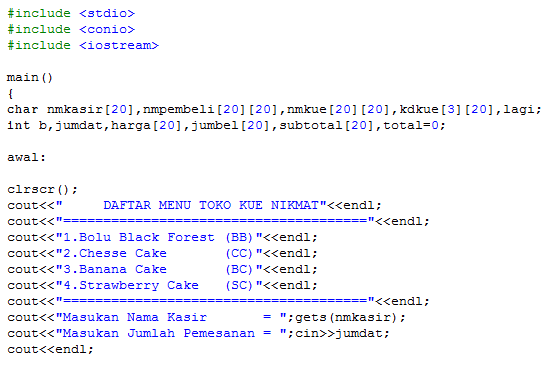 #include <stdio>
#include <conio>
#include <iostream>
main()
{
char nmkasir[20],nmpembeli[20][20],nmkue[20][20],kdkue[3][20],lagi;
int b,jumdat,harga[20],jumbel[20],subtotal[20],total=0;
awal:
clrscr();
cout<<"     DAFTAR MENU TOKO KUE NIKMAT"<<endl;
cout<<"======================================"<<endl;
cout<<"1.Bolu Black Forest (BB)"<<endl;
cout<<"2.Chesse Cake       (CC)"<<endl;
cout<<"3.Banana Cake       (BC)"<<endl;
cout<<"4.Strawberry Cake   (SC)"<<endl;
cout<<"======================================"<<endl;
cout<<"Masukan Nama Kasir       = ";gets(nmkasir);
cout<<"Masukan Jumlah Pemesanan = ";cin>>jumdat;
cout<<endl;